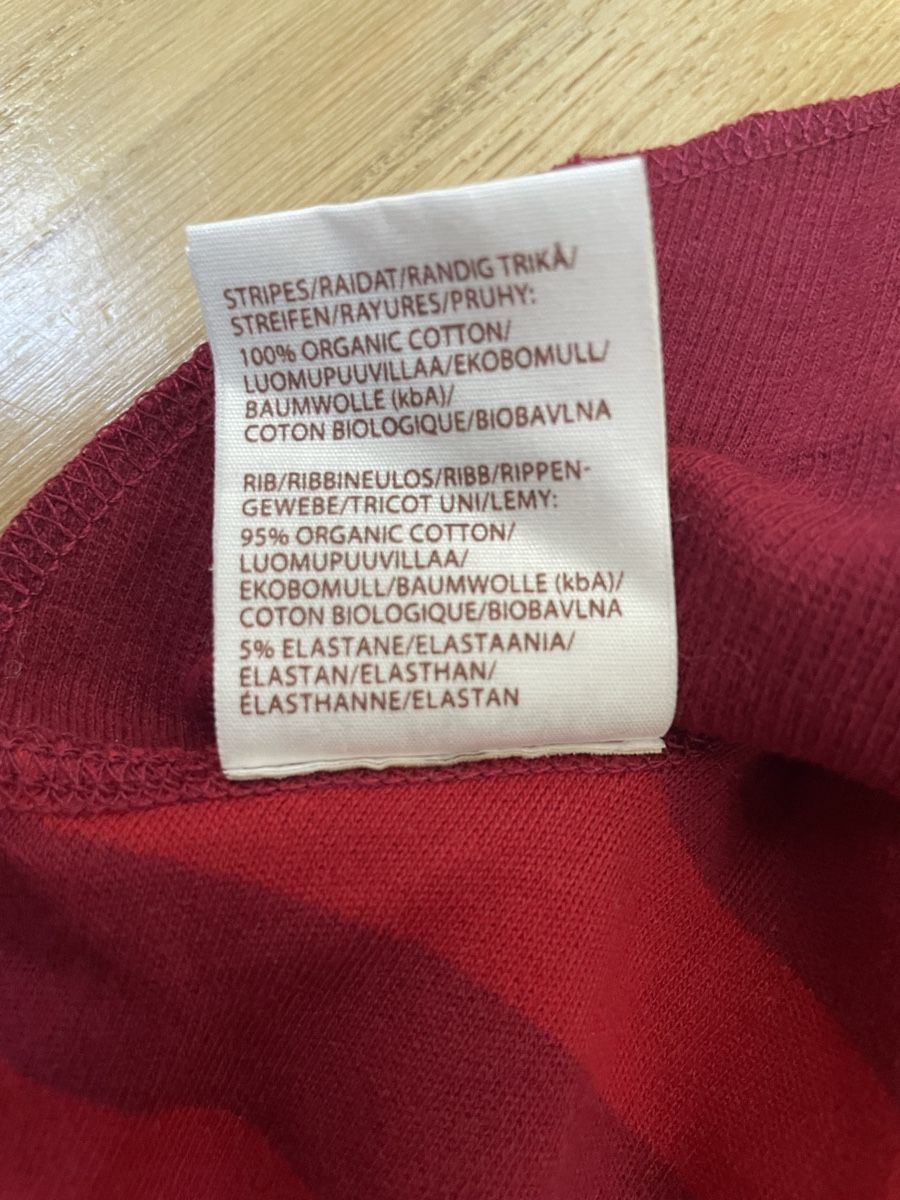 STRIPES/RAIDAT/RANDIG TRIKÅ/
STREIFEN/RAYURES/PRUHY:
100% ORGANIC COTTON/
LUOMUPUUVILLAA/EKOBOMULL/
BAUMWOLLE (kbA)/
COTON BIOLOGIQUE/BIOBAVLNA
RIB/RIBBINEULOS/RIBB/RIPPEN-
GEWEBE/TRICOT UNI/LEMY:
95% ORGANIC COTTON/
LUOMUPUUVILLAA/
EKOBOMULL/BAUMWOLLE (kbA)/
COTON BIOLOGIQUE/BIOBAVLNA
5% ELASTANE/ELASTAANIA/
ELASTAN/ELASTHAN/
ÉLASTHANNE/ELASTAN